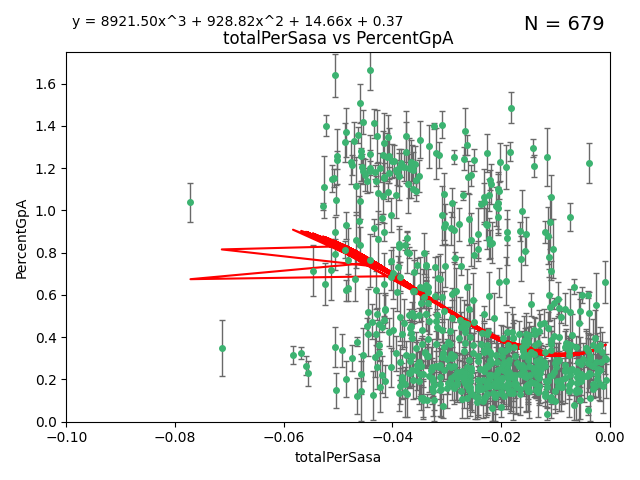 y = 8921.50x^3 + 928.82x^2 + 14.66x + 0.37
N = 679
totalPerSasa vs PercentGpA
PercentGpA
1.6
1.4
1.2
1.0
0.8
0.6
0.4
0.2
0.0
−0.10 −0.08 −0.06 −0.04 −0.02 0.00
totalPerSasa